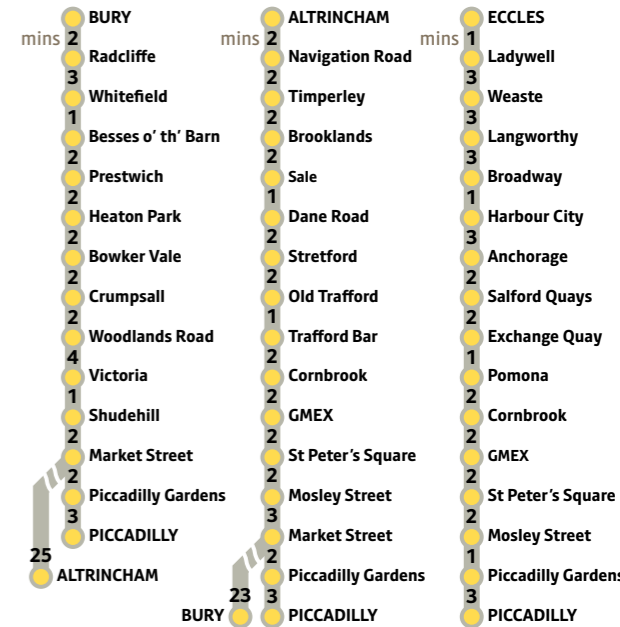 BURY
mins 2
Radcliffe
3
Whitefield
1
Besses o' th' Barn
2
Prestwich
2
Heaton Park
2
Bowker Vale
2
Crumpsall
2
Woodlands Road
4
Victoria
1
Shudehill
2
Market Street
2
Piccadilly Gardens
3
PICCADILLY
25
ALTRINCHAM
ALTRINCHAM
mins 2
Navigation Road
2
Timperley
2
Brooklands
2
Sale
1
Dane Road
2
Stretford
2
Old Trafford
1
Trafford Bar
2
Cornbrook
2
GMEX
2
St Peter's Square
2
Mosley Street
3
Market Street
2
Piccadilly Gardens
3
PICCADILLY
23
BURY
ECCLES
mins 1
Ladywell
3
Weaste
3
Langworthy
3
Broadway
1
Harbour City
3
Anchorage
2
Salford Quays
2
Exchange Quay
1
Pomona
2
Cornbrook
2
GMEX
2
St Peter's Square
2
Mosley Street
1
Piccadilly Gardens
3
PICCADILLY